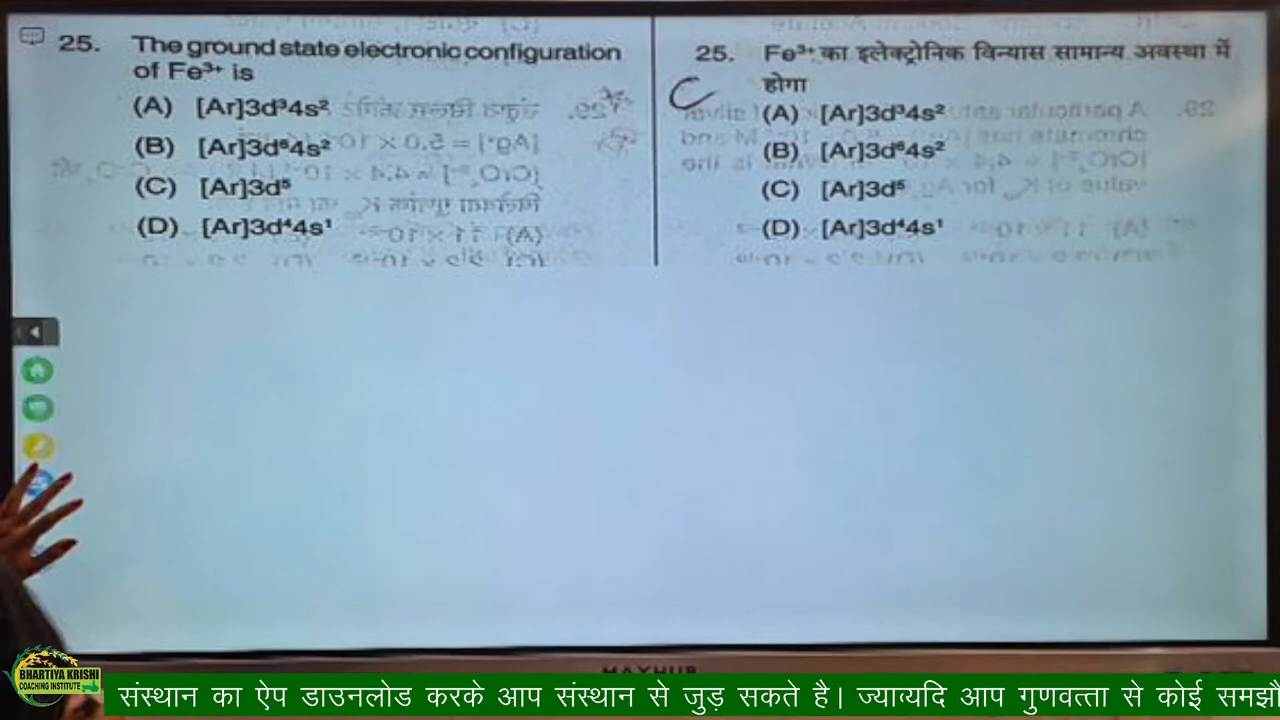 25. The ground state electronic configuration
of Fe³⁺ is
(A) [Ar]3d³4s²
(B) [Ar]3d⁶4s²
(C) [Ar]3d⁵
(D) [Ar]3d⁴4s¹
25. Fe³⁺ का इलेक्ट्रोनिक विन्यास सामान्य अवस्था में
होगा
C
(A) [Ar]3d³4s²
(B) [Ar]3d⁶4s²
(C) [Ar]3d⁵
(D) [Ar]3d⁴4s¹
MAXHUB
BHARTIYA KRISHI
COACHING INSTITUTE
संस्थान का ऐप डाउनलोड करके आप संस्थान से जुड़ सकते है। ज्याय्यदि आप गुणवत्ता से कोई समझौ